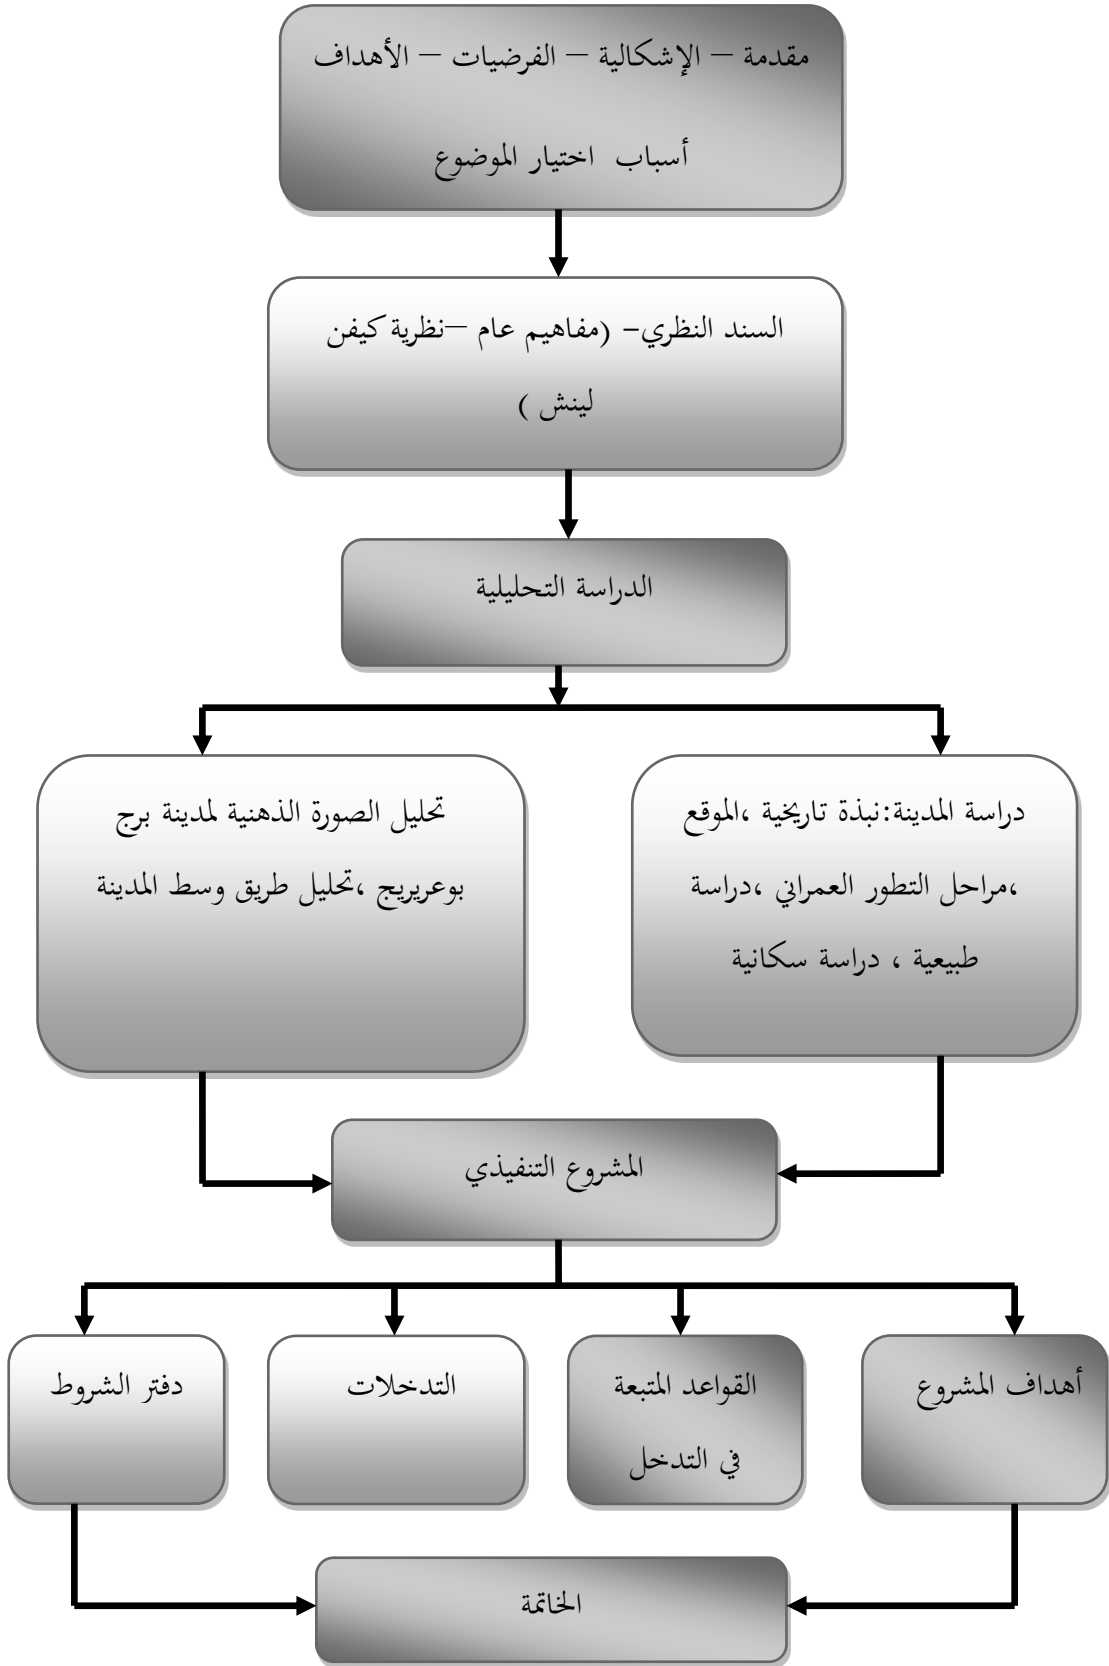 مقدمة – الإشكالية – الفرضيات – الأهداف
أسباب اختيار الموضوع
السند النظري- (مفاهيم عام –نظرية كيفن
لينش )
الدراسة التحليلية
دراسة المدينة:نبذة تاريخية ،الموقع
،مراحل التطور العمراني ،دراسة
طبيعية ، دراسة سكانية
تحليل الصورة الذهنية لمدينة برج
بوعريريج ،تحليل طريق وسط المدينة
المشروع التنفيذي
أهداف المشروع
القواعد المتبعة
في التدخل
التدخلات
دفتر الشروط
الخاتمة